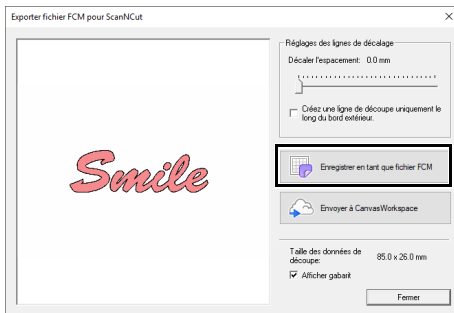 Exporter fichier FCM pour ScanNCut
Smile
Réglages des lignes de décalage
Décaler l'espacement: 0.0 mm
Créez une ligne de découpe uniquement le
long du bord extérieur.
Enregistrer en tant que fichier FCM
Envoyer à CanvasWorkspace
Taille des données de
découpe: 85.0 x 26.0 mm
Afficher gabarit
Fermer